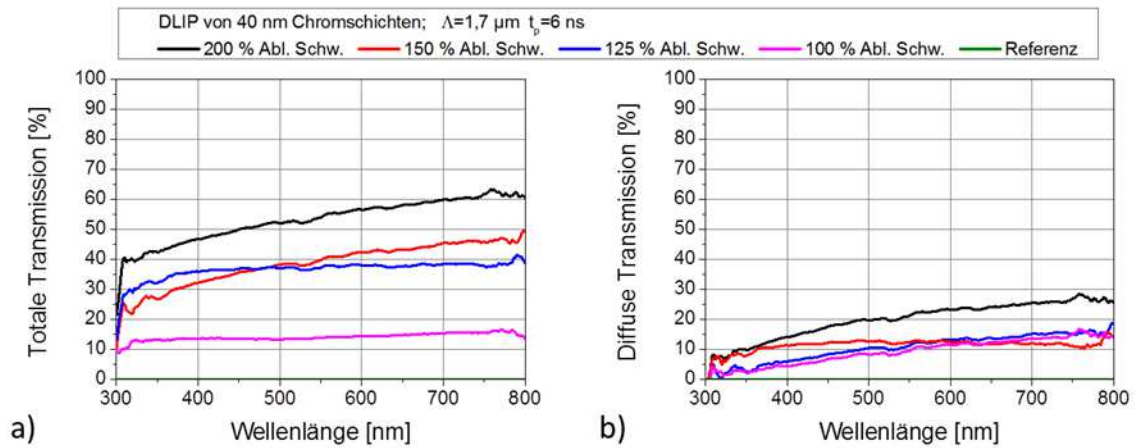 DLIP von 40 nm Chromschichten; Λ=1,7 µm tp=6 ns
200 % Abl. Schw. 150 % Abl. Schw. 125 % Abl. Schw. 100 % Abl. Schw. Referenz
100
90
80
70
60
50
40
30
20
10
0
Totale Transmission [%]
300 400 500 600 700 800
Wellenlänge [nm]
a)
100
90
80
70
60
50
40
30
20
10
0
Diffuse Transmission [%]
300 400 500 600 700 800
Wellenlänge [nm]
b)